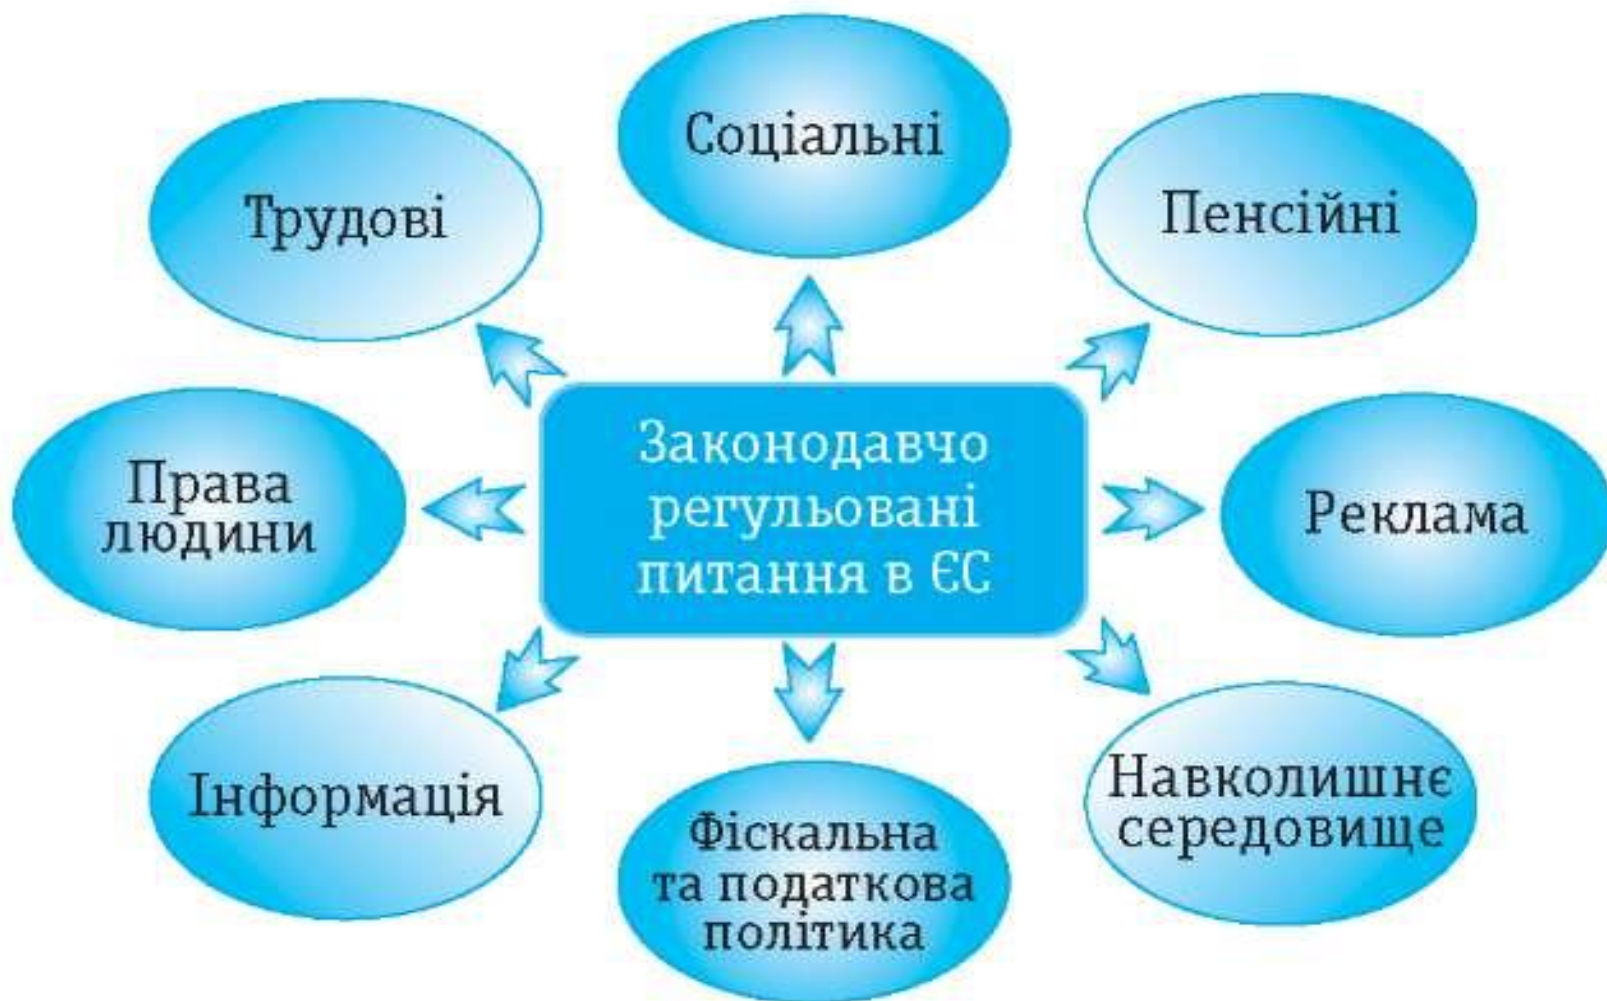 Соціальні
Трудові
Пенсійні
Законодавчо
регульовані
питання в ЄС
Права
людини
Реклама
Інформація
Навколишнє
середовище
Фіскальна
та податкова
політика